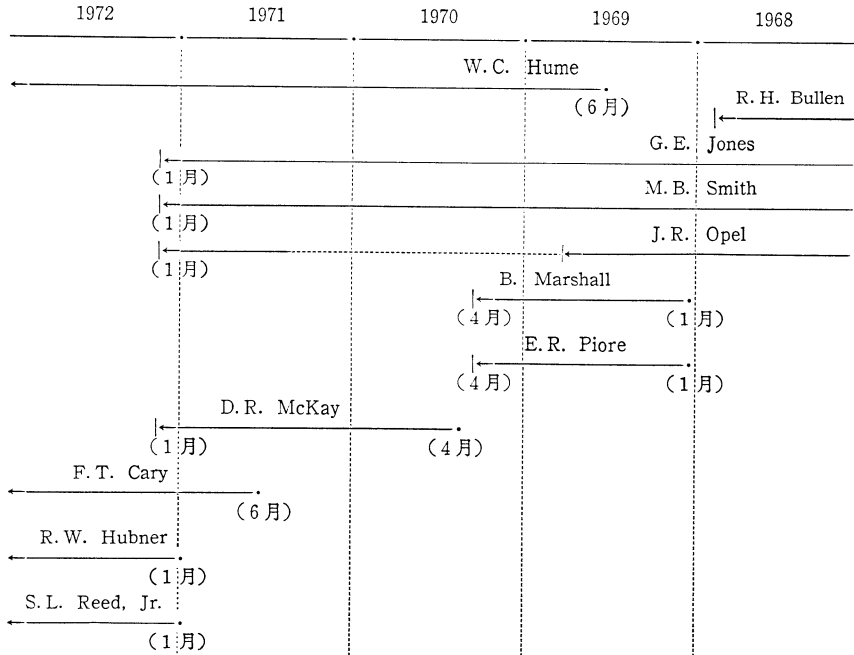 1972 1971 1970 1969 1968
W. C. Hume
(6月)
R. H. Bullen
G. E. Jones
(1月)
M. B. Smith
(1月)
J. R. Opel
(1月)
B. Marshall
(4月) (1月)
E. R. Piore
(4月) (1月)
D. R. McKay
(1月) (4月)
F. T. Cary
(6月)
R. W. Hubner
(1月)
S. L. Reed, Jr.
(1月)